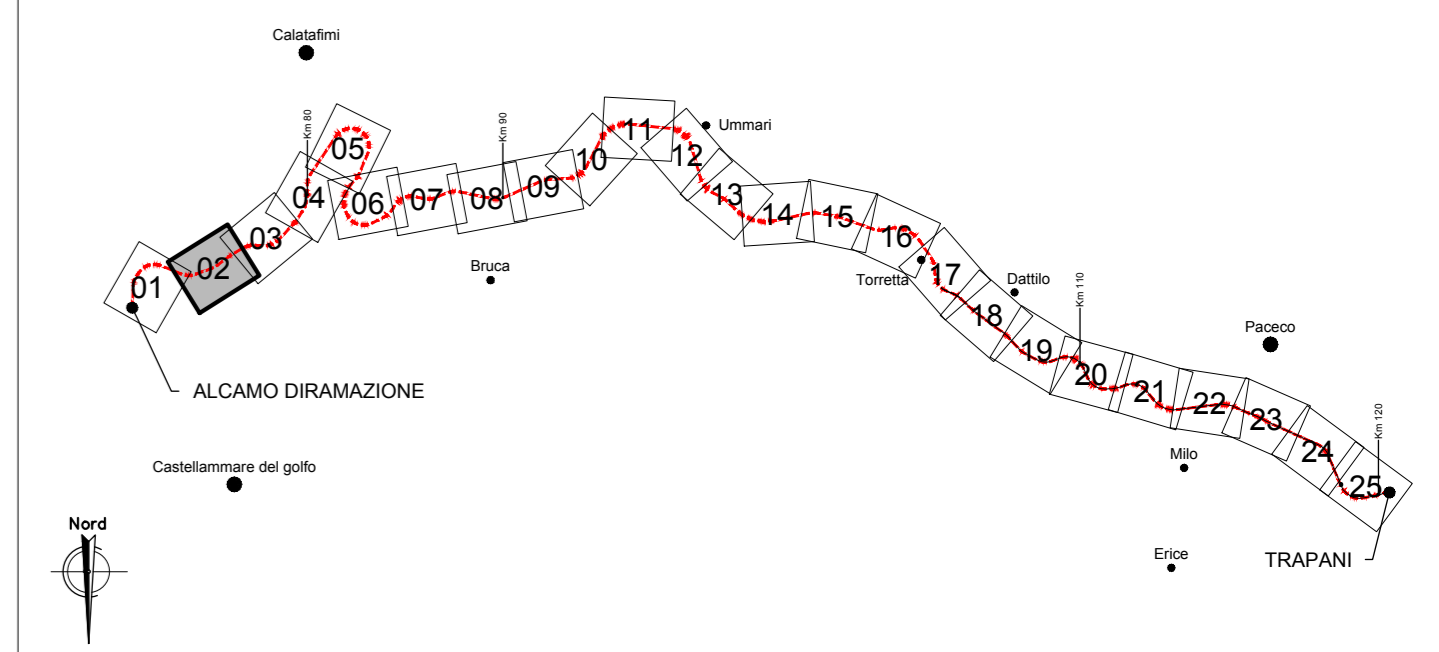 Calatafimi
Km 80
Km 90
Ummari
Bruca
Torretta
Dattilo
Km 110
Paceco
Km 120
01
02
03
04
05
06
07
08
09
10
11
12
13
14
15
16
17
18
19
20
21
22
23
24
25
ALCAMO DIRAMAZIONE
Castellammare del golfo
Milo
Erice
TRAPANI
Nord